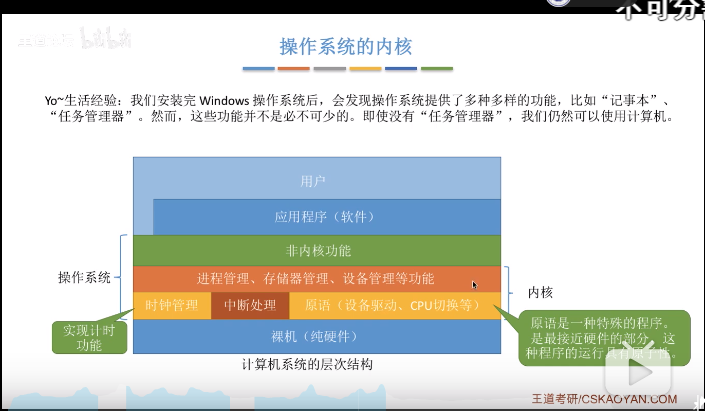 不可分割
操作系统的内核
Yo~生活经验：我们安装完 Windows 操作系统后，会发现操作系统提供了多种多样的功能，比如“记事本”、
“任务管理器”。然而，这些功能并不是必不可少的。即使没有“任务管理器”，我们仍然可以使用计算机。
用户
应用程序（软件）
非内核功能
操作系统
进程管理、存储器管理、设备管理等功能
内核
时钟管理
中断处理
原语（设备驱动、CPU切换等）
实现计时
功能
裸机（纯硬件）
原语是一种特殊的程序。
是最接近硬件的部分，这
种程序的运行具有原子性。
计算机系统的层次结构
王道考研/CSKAOYAN.COM